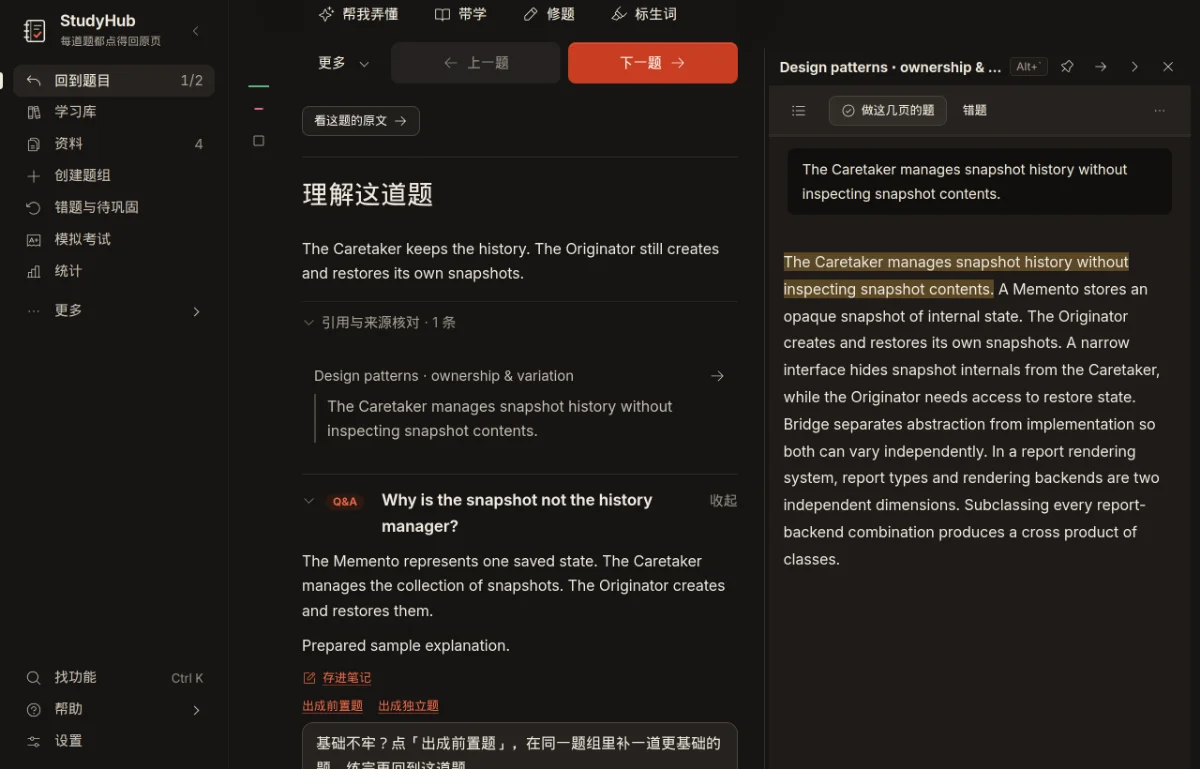 StudyHub
每道题都点得回原页
回到题目 1/2
学习库
资料 4
创建题组
错题与待巩固
模拟考试
统计
更多
找功能 Ctrl K
帮助
设置
帮我弄懂 带学 修题 标生词
更多 上一题 下一题
看这题的原文
理解这道题
The Caretaker keeps the history. The Originator still creates
and restores its own snapshots.
引用与来源核对 · 1 条
Design patterns · ownership & variation
The Caretaker manages snapshot history without
inspecting snapshot contents.
Q&A Why is the snapshot not the history 收起
manager?
The Memento represents one saved state. The Caretaker
manages the collection of snapshots. The Originator creates
and restores them.
Prepared sample explanation.
存进笔记
出成前置题 出成独立题
基础不牢？点「出成前置题」，在同一题组里补一道更基础的
题，练完再回到这道题
Design patterns · ownership & ... Alt+`
做这几页的题 错题
The Caretaker manages snapshot history without
inspecting snapshot contents.
The Caretaker manages snapshot history without
inspecting snapshot contents. A Memento stores an
opaque snapshot of internal state. The Originator
creates and restores its own snapshots. A narrow
interface hides snapshot internals from the Caretaker,
while the Originator needs access to restore state.
Bridge separates abstraction from implementation so
both can vary independently. In a report rendering
system, report types and rendering backends are two
independent dimensions. Subclassing every report-
backend combination produces a cross product of
classes.